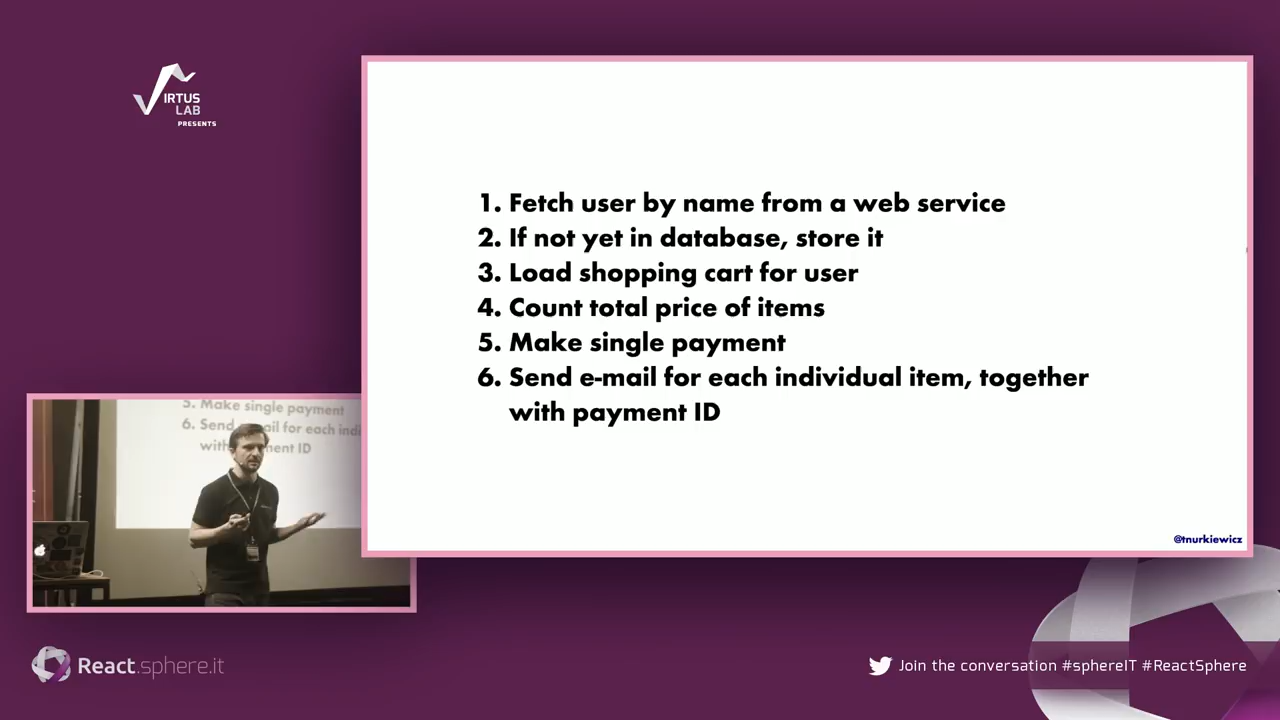 IRTUS
LAB
PRESENTS
1. Fetch user by name from a web service
2. If not yet in database, store it
3. Load shopping cart for user
4. Count total price of items
5. Make single payment
6. Send e-mail for each individual item, together
with payment ID
@tnurkiewicz
5. Make single payment
6. Send
React.sphere.it
Join the conversation #sphereIT #ReactSphere